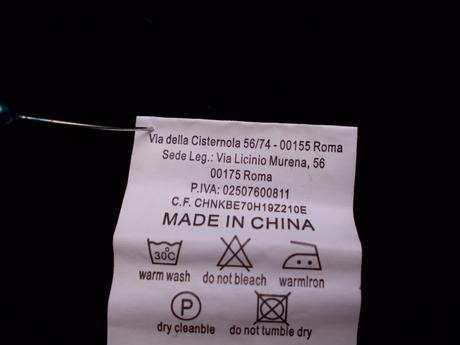 Via della Cisternola 56/74 - 00155 Roma
Sede Leg.: Via Licinio Murena, 56
00175 Roma
P.IVA: 02507600811
C.F. CHNKBE70H19Z210E
MADE IN CHINA
30C
warm wash do not bleach warmIron
P
dry cleanble do not tumble dry